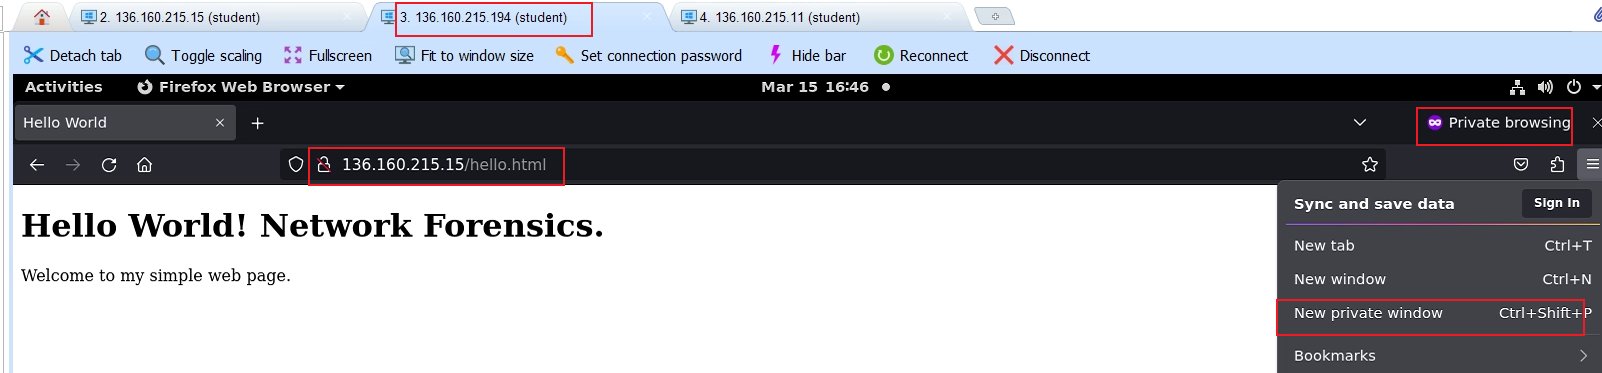 2. 136.160.215.15 (student) 3. 136.160.215.194 (student) 4. 136.160.215.11 (student)
Detach tab Toggle scaling Fullscreen Fit to window size Set connection password Hide bar Reconnect Disconnect
Activities Firefox Web Browser Mar 15 16:46
Hello World Private browsing
136.160.215.15/hello.html
Sync and save data Sign In
Hello World! Network Forensics.
New tab Ctrl+T
Welcome to my simple web page.
New window Ctrl+N
New private window Ctrl+Shift+P
Bookmarks